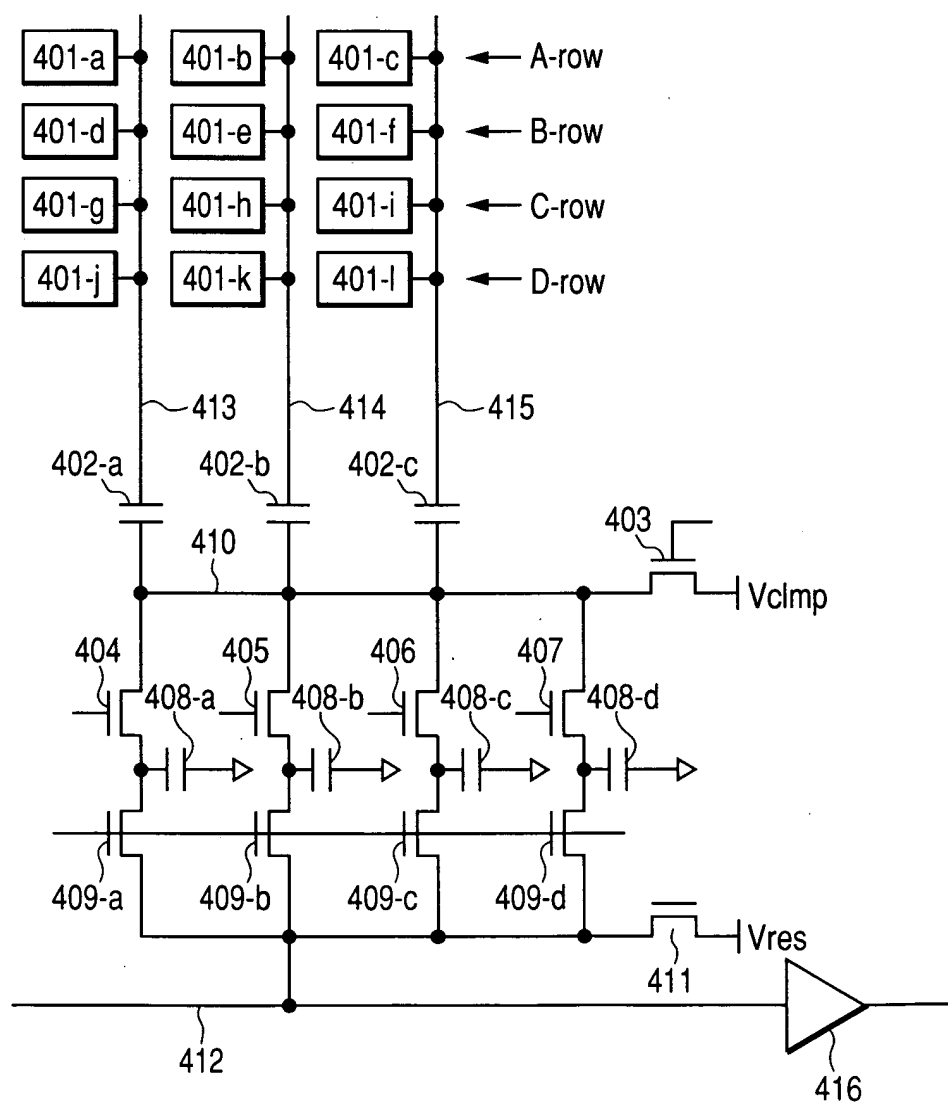 401-a 401-b 401-c A-row
401-d 401-e 401-f B-row
401-g 401-h 401-i C-row
401-j 401-k 401-l D-row
413 414 415
402-a 402-b 402-c
403
410
Vclmp
404 405 406 407
408-a 408-b 408-c 408-d
409-a 409-b 409-c 409-d
Vres
411
412
416